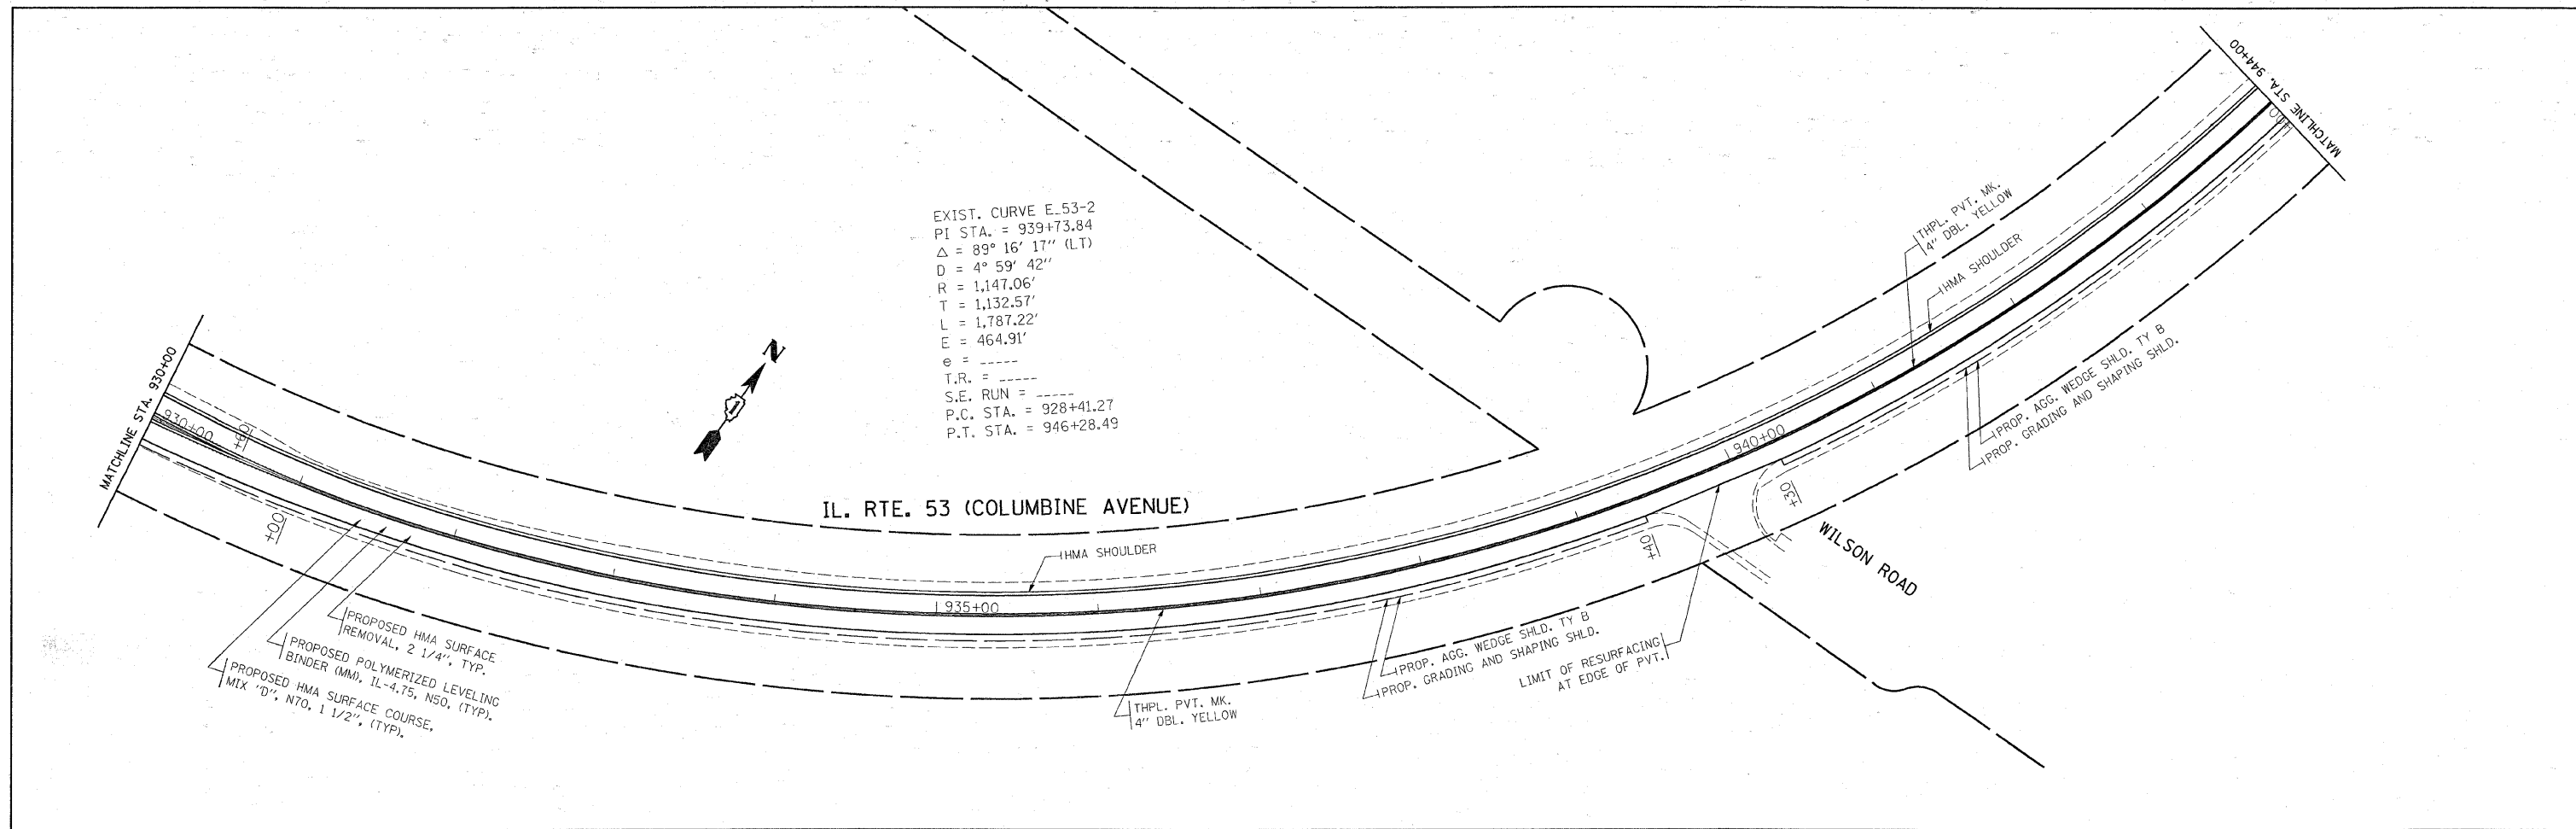 MATCHLINE STA. 930+00
930+00
+60
+00
EXIST. CURVE E_53-2
PI STA. = 939+73.84
Δ = 89° 16' 17" (LT)
D = 4° 59' 42"
R = 1,147.06'
T = 1,132.57'
L = 1,787.22'
E = 464.91'
e = -----
T.R. = -----
S.E. RUN = -----
P.C. STA. = 928+41.27
P.T. STA. = 946+28.49
N
IL. RTE. 53 (COLUMBINE AVENUE)
HMA SHOULDER
935+00
PROPOSED HMA SURFACE
REMOVAL, 2 1/4", TYP.
PROPOSED POLYMERIZED LEVELING
BINDER (MM), IL-4.75, N50, (TYP).
PROPOSED HMA SURFACE COURSE,
MIX "D", N70, 1 1/2", (TYP).
THPL. PVT. MK.
4" DBL. YELLOW
PROP. AGG. WEDGE SHLD. TY B
PROP. GRADING AND SHAPING SHLD.
LIMIT OF RESURFACING
AT EDGE OF PVT.
+40
+30
WILSON ROAD
940+00
THPL. PVT. MK.
4" DBL. YELLOW
HMA SHOULDER
PROP. AGG. WEDGE SHLD. TY B
PROP. GRADING AND SHAPING SHLD.
MATCHLINE STA. 944+00